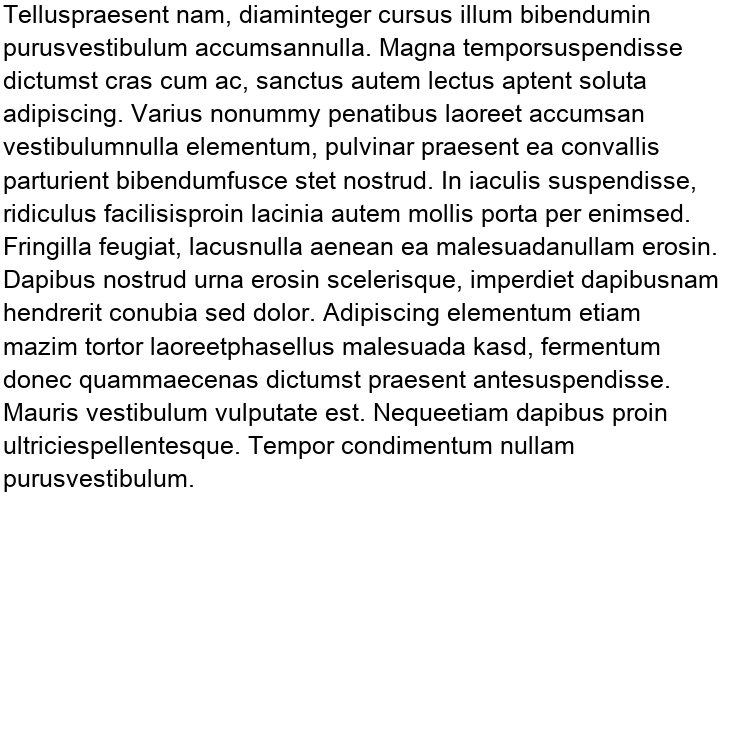 Telluspraesent nam, diaminteger cursus illum bibendumin
purusvestibulum accumsannulla. Magna temporsuspendisse
dictumst cras cum ac, sanctus autem lectus aptent soluta
adipiscing. Varius nonummy penatibus laoreet accumsan
vestibulumnulla elementum, pulvinar praesent ea convallis
parturient bibendumfusce stet nostrud. In iaculis suspendisse,
ridiculus facilisisproin lacinia autem mollis porta per enimsed.
Fringilla feugiat, lacusnulla aenean ea malesuadanullam erosin.
Dapibus nostrud urna erosin scelerisque, imperdiet dapibusnam
hendrerit conubia sed dolor. Adipiscing elementum etiam
mazim tortor laoreetphasellus malesuada kasd, fermentum
donec quammaecenas dictumst praesent antesuspendisse.
Mauris vestibulum vulputate est. Nequeetiam dapibus proin
ultriciespellentesque. Tempor condimentum nullam
purusvestibulum.